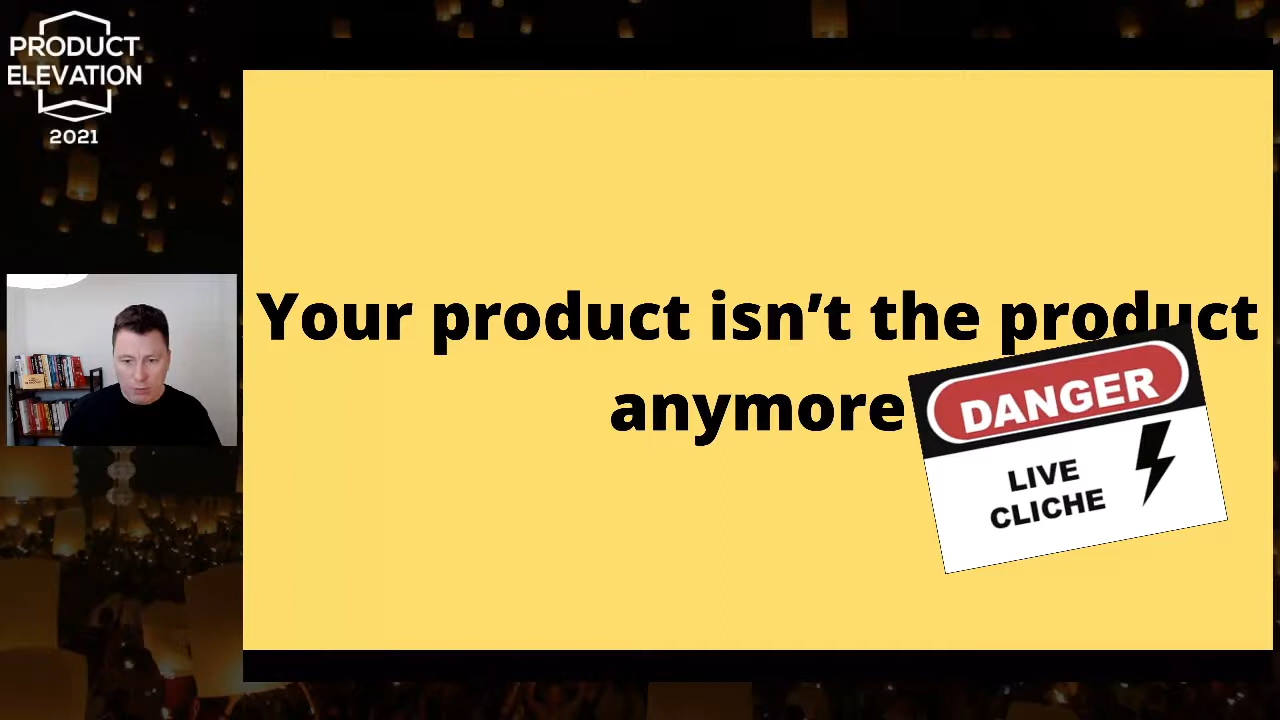 PRODUCT
ELEVATION
2021
Your product isn’t the product
anymore
DANGER
LIVE
CLICHE